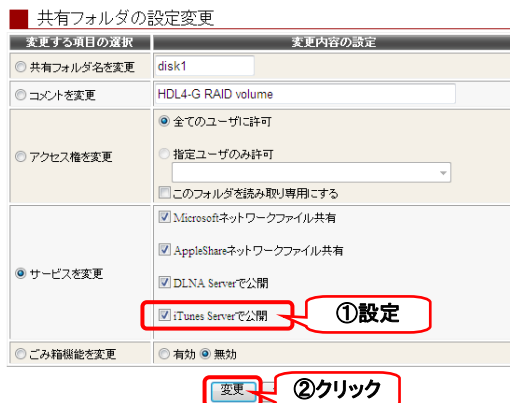 共有フォルダの設定変更
変更する項目の選択 変更内容の設定
共有フォルダ名を変更 disk1
コメントを変更 HDL4-G RAID volume
全てのユーザに許可
アクセス権を変更 指定ユーザのみ許可
このフォルダを読み取り専用にする
Microsoftネットワークファイル共有
AppleShareネットワークファイル共有
サービスを変更
DLNA Serverで公開
iTunes Serverで公開 ①設定
ごみ箱機能を変更 有効 無効
変更 ②クリック